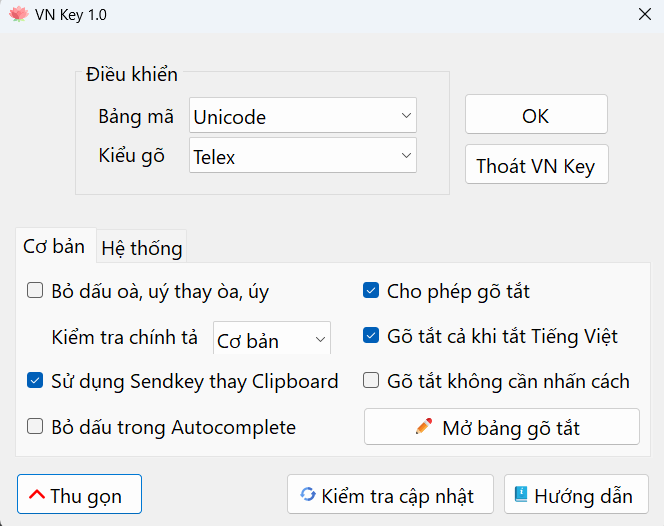 VN Key 1.0
Điều khiển
Bảng mã Unicode OK
Kiểu gõ Telex Thoát VN Key
Cơ bản Hệ thống
Bỏ dấu oà, uý thay òa, úy Cho phép gõ tắt
Kiểm tra chính tả Cơ bản Gõ tắt cả khi tắt Tiếng Việt
Sử dụng Sendkey thay Clipboard Gõ tắt không cần nhấn cách
Bỏ dấu trong Autocomplete Mở bảng gõ tắt
Thu gọn Kiểm tra cập nhật Hướng dẫn